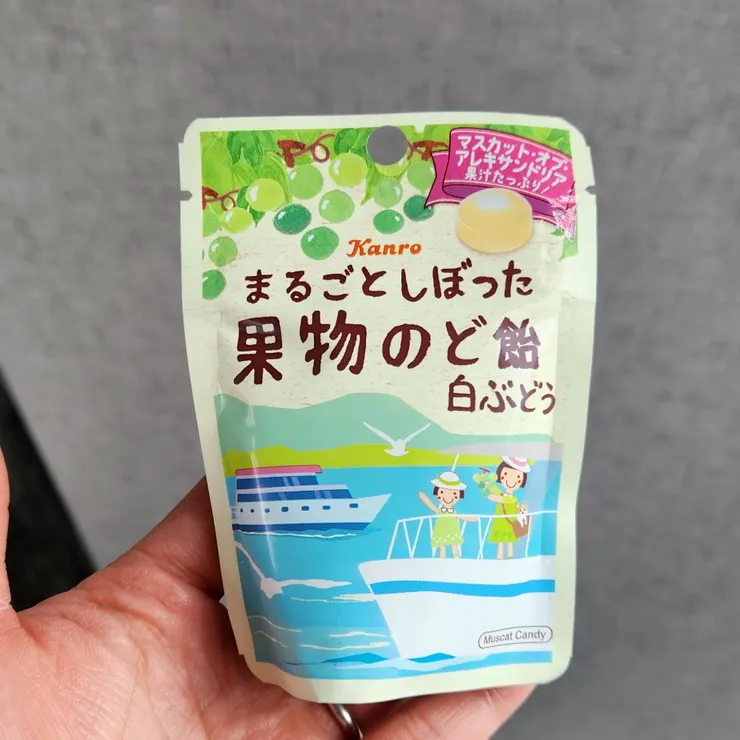 マスカット・オブ・
アレキサンドリア
果汁たっぷり!
Kanro
まるごとしぼった
果物のど飴
白ぶどう
Muscat Candy